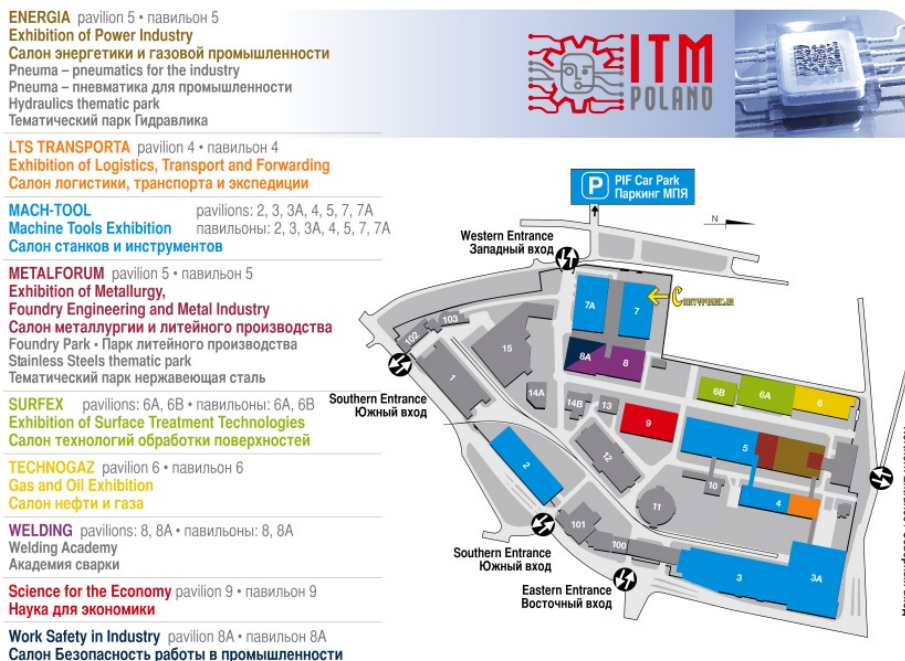 ENERGIA pavilion 5 • павильон 5
Exhibition of Power Industry
Салон энергетики и газовой промышленности
Pneuma – pneumatics for the industry
Pneuma – пневматика для промышленности
Hydraulics thematic park
Тематический парк Гидравлика
LTS TRANSPORTA pavilion 4 • павильон 4
Exhibition of Logistics, Transport and Forwarding
Салон логистики, транспорта и экспедиции
MACH-TOOL pavilions: 2, 3, 3A, 4, 5, 7, 7A
Machine Tools Exhibition павильоны: 2, 3, 3A, 4, 5, 7, 7A
Салон станков и инструментов
METALFORUM pavilion 5 • павильон 5
Exhibition of Metallurgy,
Foundry Engineering and Metal Industry
Салон металлургии и литейного производства
Foundry Park • Парк литейного производства
Stainless Steels thematic park
Тематический парк нержавеющая сталь
SURFEX pavilions: 6A, 6B • павильоны: 6A, 6B
Exhibition of Surface Treatment Technologies
Салон технологий обработки поверхностей
TECHNOGAZ pavilion 6 • павильон 6
Gas and Oil Exhibition
Салон нефти и газа
WELDING pavilions: 8, 8A • павильоны: 8, 8A
Welding Academy
Академия сварки
Science for the Economy pavilion 9 • павильон 9
Наука для экономики
Work Safety in Industry pavilion 8A • павильон 8A
Салон Безопасность работы в промышленности
ITM
POLAND
P PIF Car Park
Паркинг МПЯ
N
Western Entrance
Западный вход
7A
7
102
103
15
8A
8
1
Southern Entrance
Южный вход
14A
14B
13
6B
6A
6
9
5
2
12
10
4
11
101
100
Southern Entrance
Южный вход
3
3A
Eastern Entrance
Восточный вход